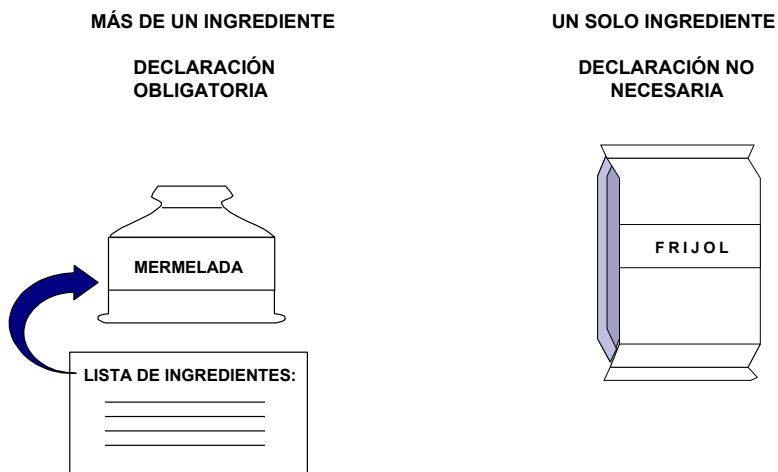 MÁS DE UN INGREDIENTE
DECLARACIÓN
OBLIGATORIA
MERMELADA
LISTA DE INGREDIENTES:
UN SOLO INGREDIENTE
DECLARACIÓN NO
NECESARIA
FRIJOL